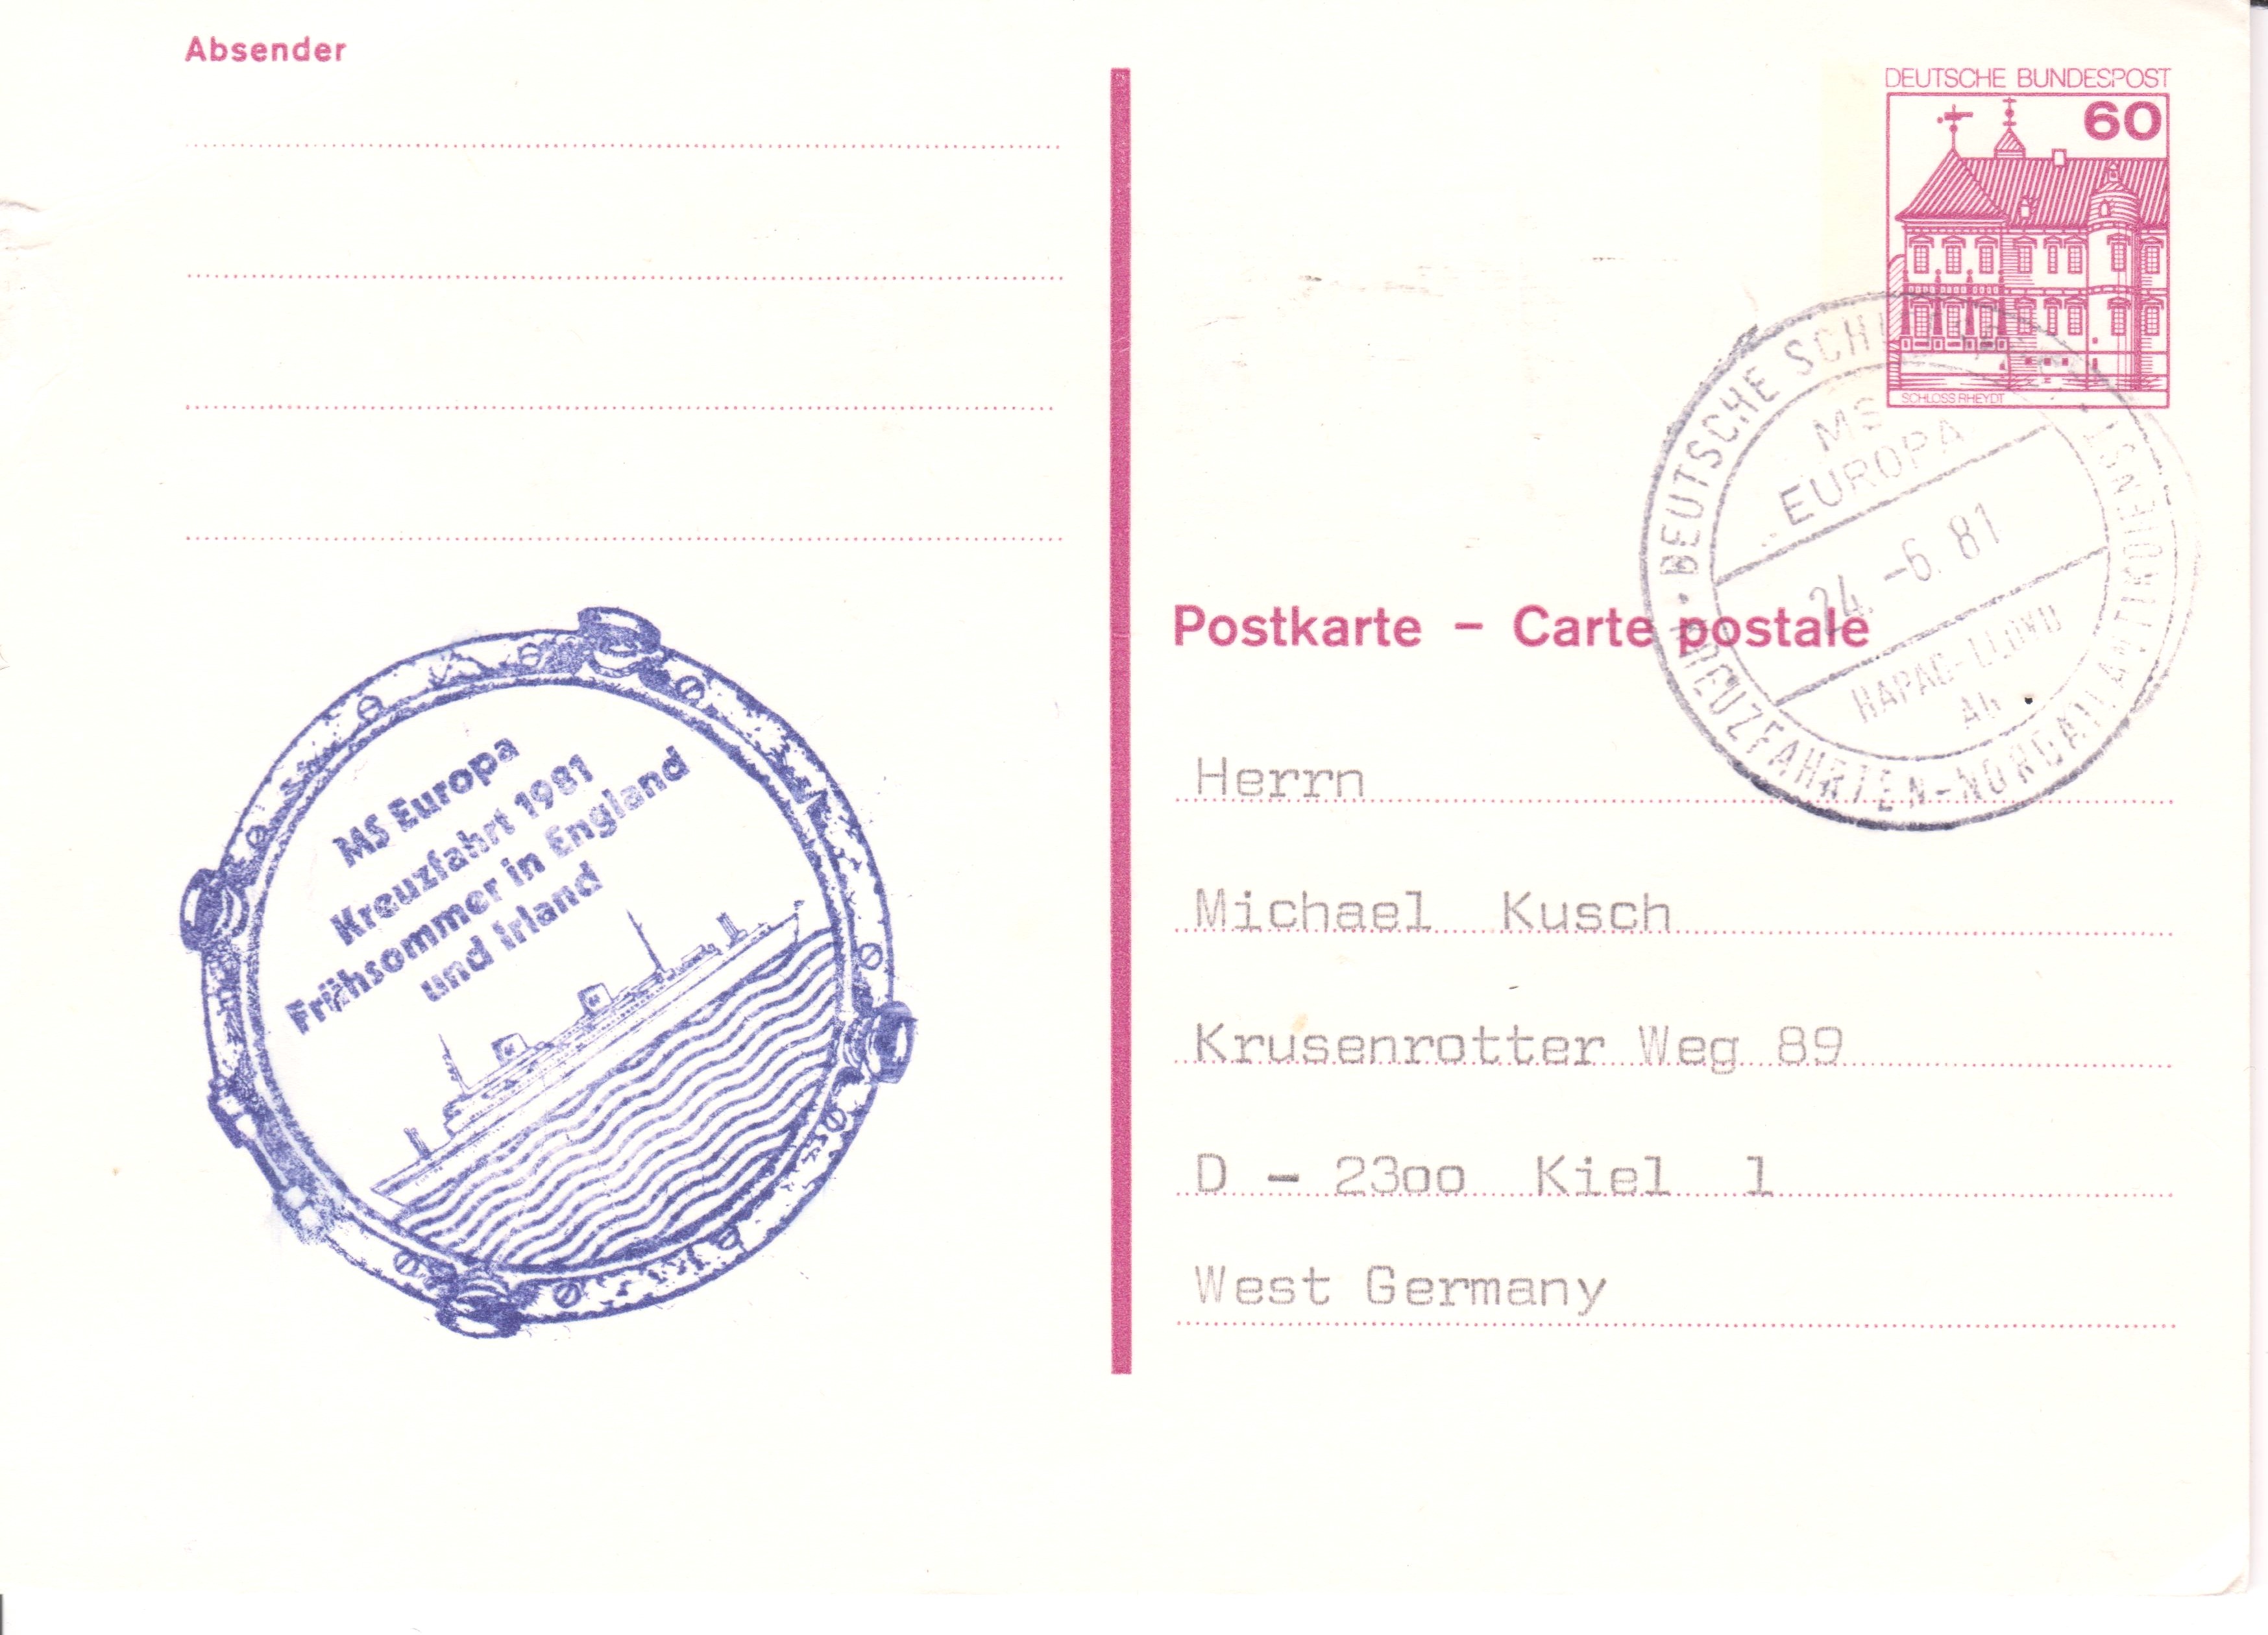 Absender
DEUTSCHE BUNDESPOST
60
SCHLOSS RHEYDT
DEUTSCHE
MS
EUROPA
24. -6. 81
HAPAG-LLOYD
AG
KREUZFAHRTEN-NORDATLANTIKDIENST
Postkarte – Carte postale
MS Europa
Kreuzfahrt 1981
Frühsommer in England
und Irland
Herrn
Michael Kusch
Krusenrotter Weg 89
D - 23oo Kiel 1
West Germany